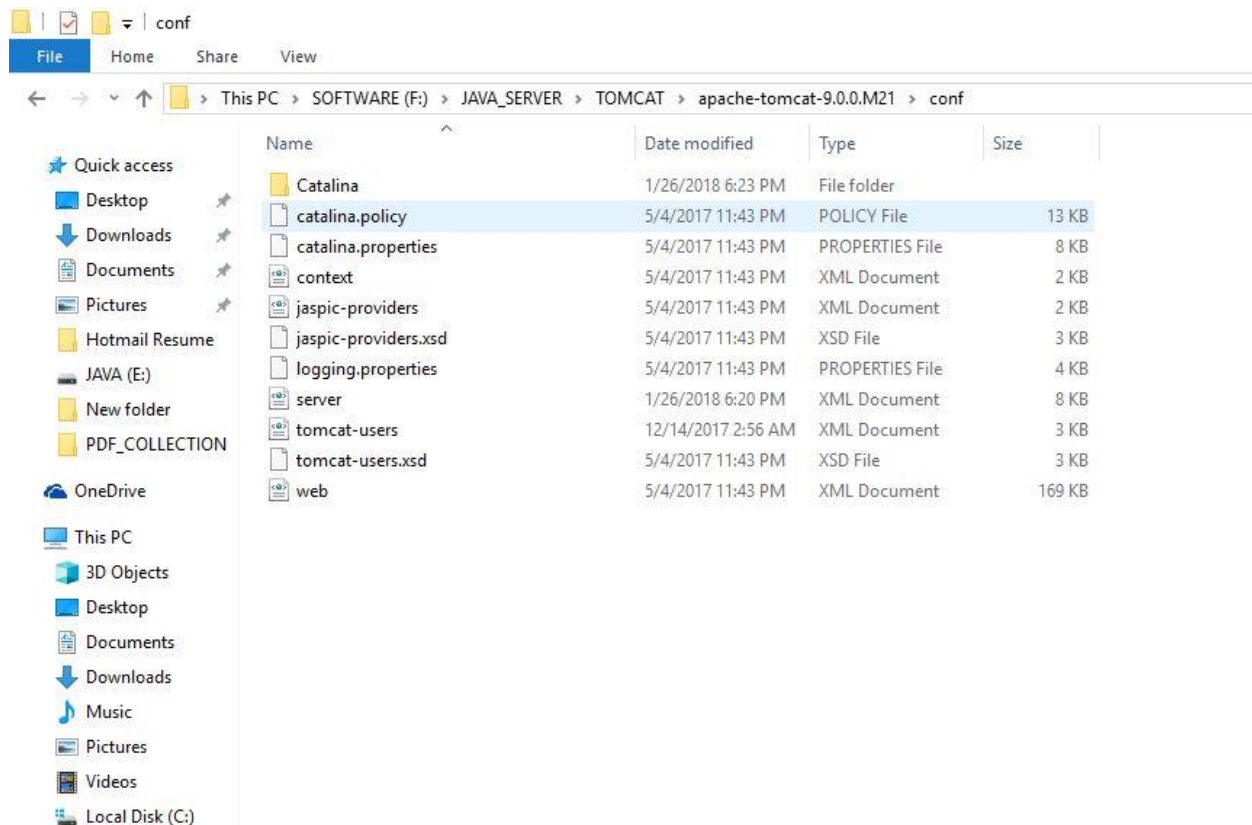 conf
File Home Share View
This PC > SOFTWARE (F:) > JAVA_SERVER > TOMCAT > apache-tomcat-9.0.0.M21 > conf
Name Date modified Type Size
Quick access
Desktop
Downloads
Documents
Pictures
Hotmail Resume
JAVA (E:)
New folder
PDF_COLLECTION
OneDrive
This PC
3D Objects
Desktop
Documents
Downloads
Music
Pictures
Videos
Local Disk (C:)
Catalina 1/26/2018 6:23 PM File folder
catalina.policy 5/4/2017 11:43 PM POLICY File 13 KB
catalina.properties 5/4/2017 11:43 PM PROPERTIES File 8 KB
context 5/4/2017 11:43 PM XML Document 2 KB
jaspic-providers 5/4/2017 11:43 PM XML Document 2 KB
jaspic-providers.xsd 5/4/2017 11:43 PM XSD File 3 KB
logging.properties 5/4/2017 11:43 PM PROPERTIES File 4 KB
server 1/26/2018 6:20 PM XML Document 8 KB
tomcat-users 12/14/2017 2:56 AM XML Document 3 KB
tomcat-users.xsd 5/4/2017 11:43 PM XSD File 3 KB
web 5/4/2017 11:43 PM XML Document 169 KB